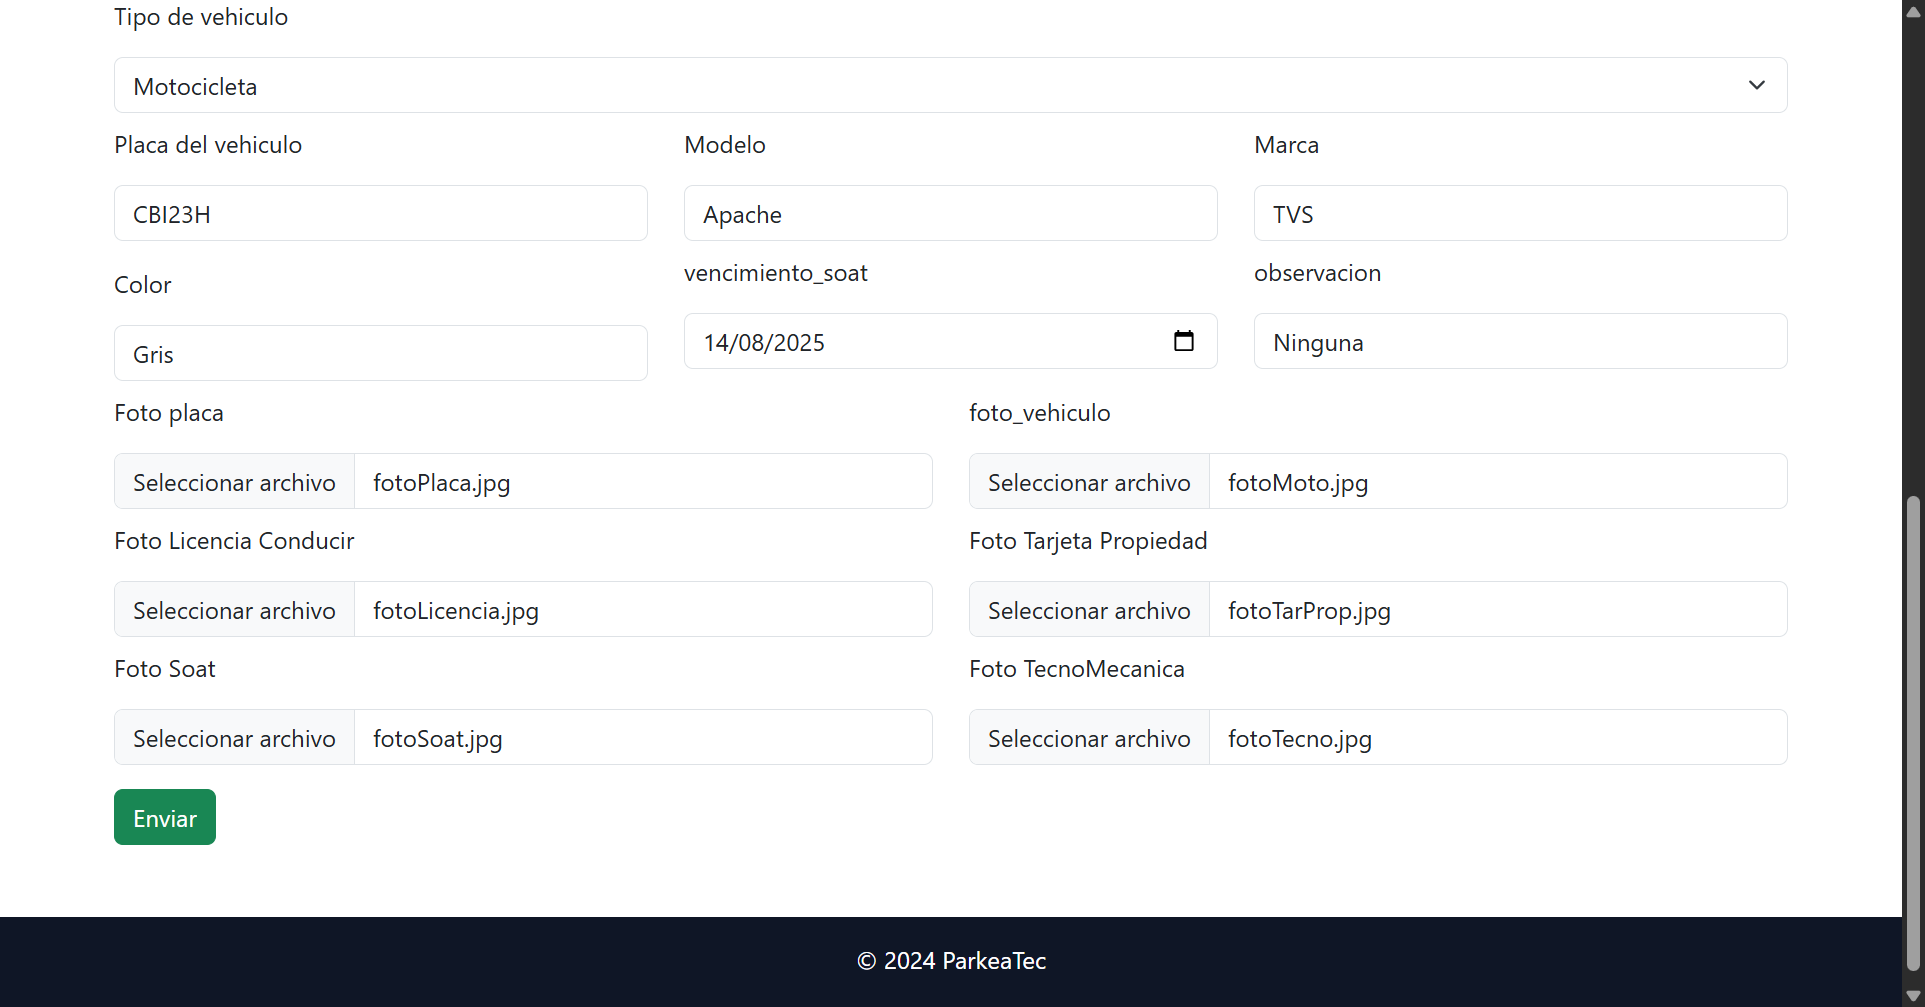 Tipo de vehiculo
Motocicleta
Placa del vehiculo
Modelo
Marca
CBI23H
Apache
TVS
Color
vencimiento_soat
observacion
Gris
14/08/2025
Ninguna
Foto placa
foto_vehiculo
Seleccionar archivo fotoPlaca.jpg
Seleccionar archivo fotoMoto.jpg
Foto Licencia Conducir
Foto Tarjeta Propiedad
Seleccionar archivo fotoLicencia.jpg
Seleccionar archivo fotoTarProp.jpg
Foto Soat
Foto TecnoMecanica
Seleccionar archivo fotoSoat.jpg
Seleccionar archivo fotoTecno.jpg
Enviar
© 2024 ParkeaTec